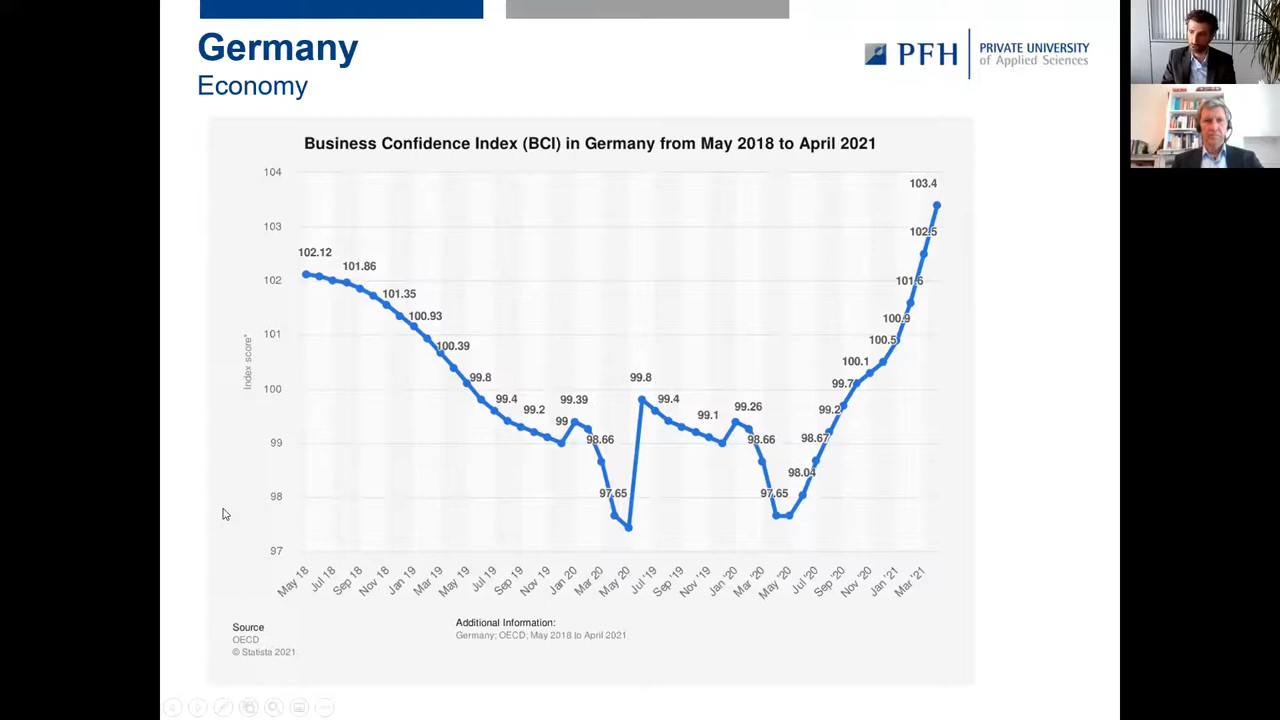 Germany
Economy
PFH
PRIVATE UNIVERSITY
of Applied Sciences
Business Confidence Index (BCI) in Germany from May 2018 to April 2021
Index score*
104
103
102
101
100
99
98
97
102.12
101.86
101.35
100.93
100.39
99.8
99.4
99.2
99
99.39
98.66
97.65
99.8
99.4
99.1
99.26
98.66
97.65
98.04
98.67
99.2
99.7
100.1
100.5
100.9
101.6
102.5
103.4
May 18
Jul 18
Sep 18
Nov 18
Jan 19
Mar 19
May 19
Jul 19
Sep 19
Nov 19
Jan 20
Mar 20
May 20
Jul '19
Sep '19
Nov '19
Jan '20
Mar '20
May '20
Jul '20
Sep '20
Nov '20
Jan '21
Mar '21
Source
OECD
© Statista 2021
Additional Information:
Germany; OECD; May 2018 to April 2021